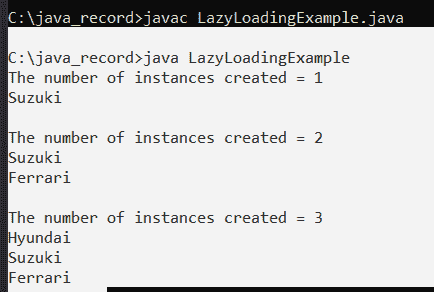 C:\java_record>javac LazyLoadingExample.java
C:\java_record>java LazyLoadingExample
The number of instances created = 1
Suzuki
The number of instances created = 2
Suzuki
Ferrari
The number of instances created = 3
Hyundai
Suzuki
Ferrari